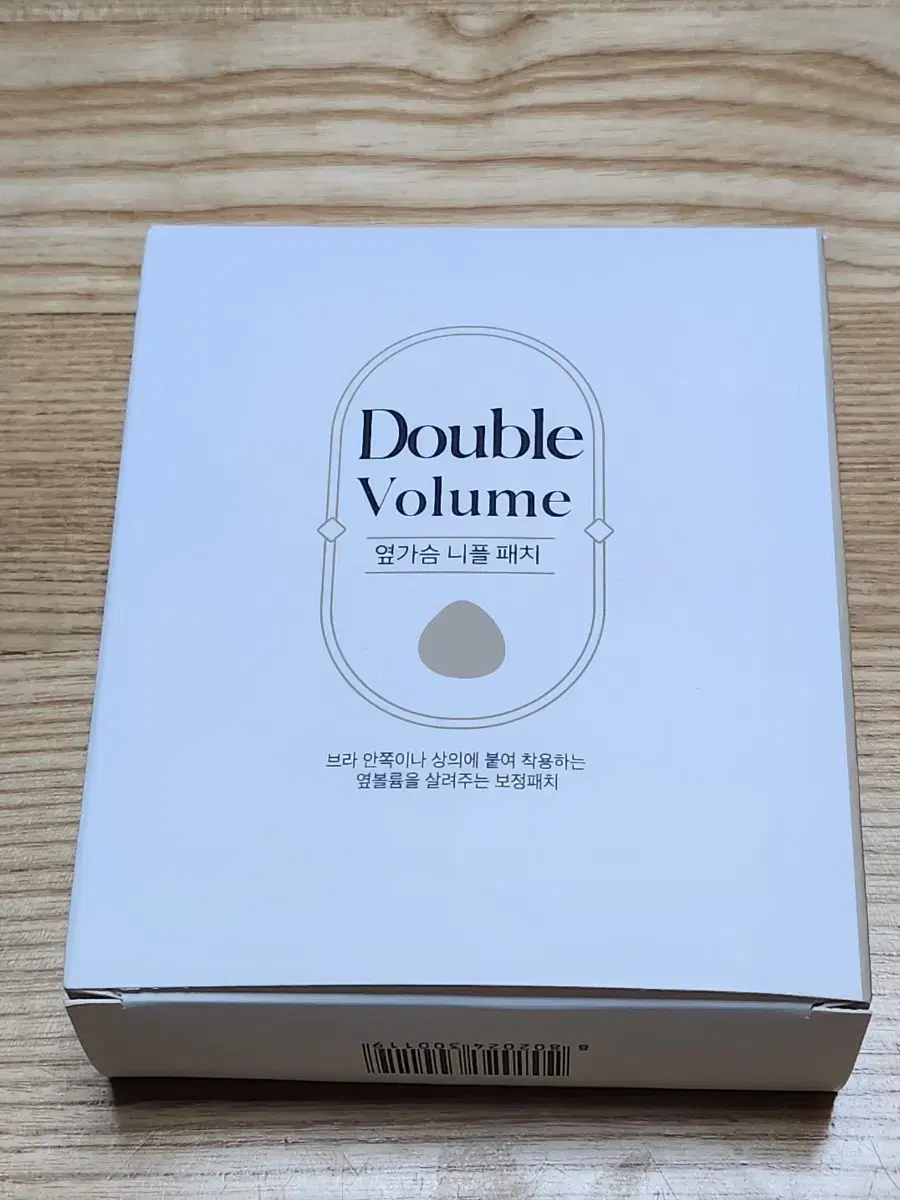 Double
Volume
옆가슴 니플 패치
브라 안쪽이나 상의에 붙여 착용하는
옆볼륨을 살려주는 보정패치